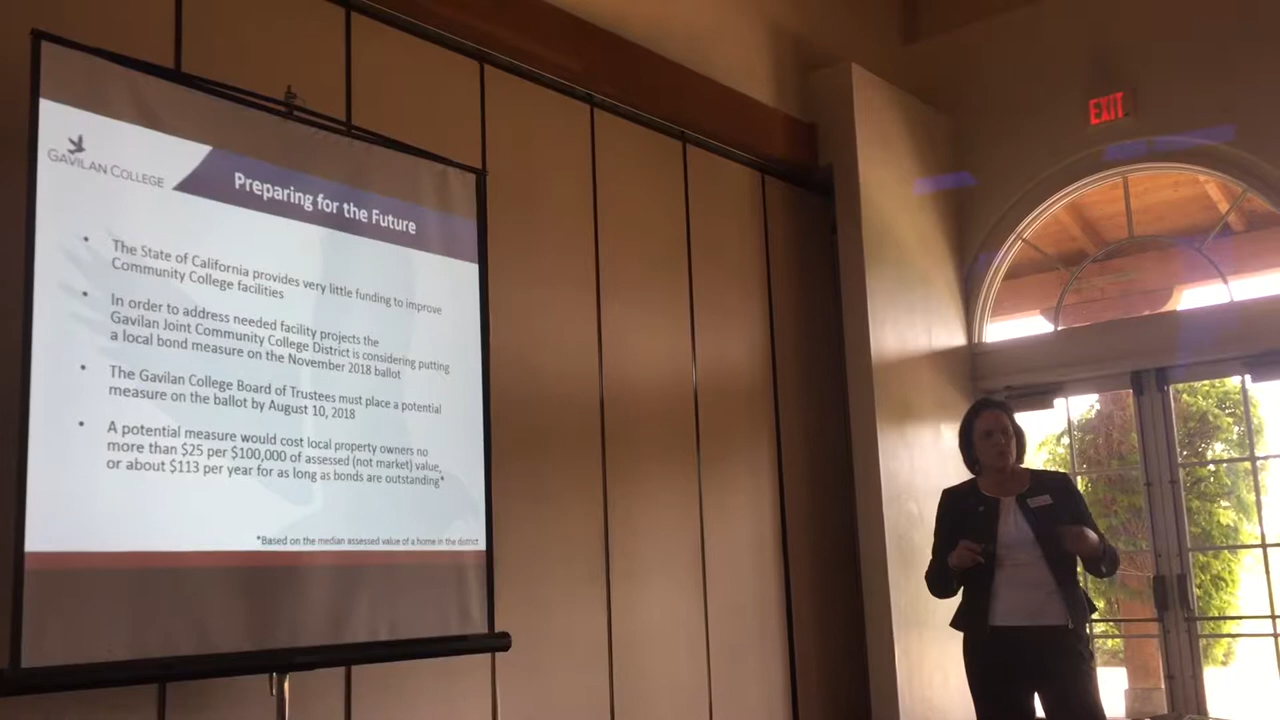 GAVILAN COLLEGE
Preparing for the Future
• The State of California provides very little funding to improve
Community College facilities
• In order to address needed facility projects the
Gavilan Joint Community College District is considering putting
a local bond measure on the November 2018 ballot
• The Gavilan College Board of Trustees must place a potential
measure on the ballot by August 10, 2018
• A potential measure would cost local property owners no
more than $25 per $100,000 of assessed (not market) value,
or about $113 per year for as long as bonds are outstanding*
*Based on the median assessed value of a home in the district
EXIT